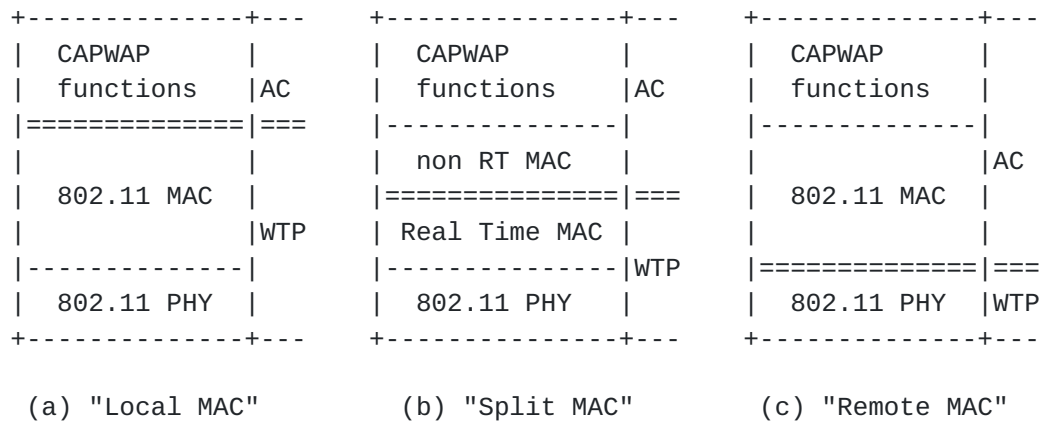 +--------------+---    +---------------+---    +--------------+---
|  CAPWAP      |       |  CAPWAP       |       |  CAPWAP      |
|  functions   |AC     |  functions    |AC     |  functions   |
|==============|===    |---------------|       |--------------|
|              |       |  non RT MAC   |       |              |AC
|  802.11 MAC  |       |===============|===    |  802.11 MAC  |
|              |WTP    | Real Time MAC |       |              |
|--------------|       |---------------|WTP    |==============|===
|  802.11 PHY  |       |  802.11 PHY   |       |  802.11 PHY  |WTP
+--------------+---    +---------------+---    +--------------+---
(a) "Local MAC"         (b) "Split MAC"        (c) "Remote MAC"